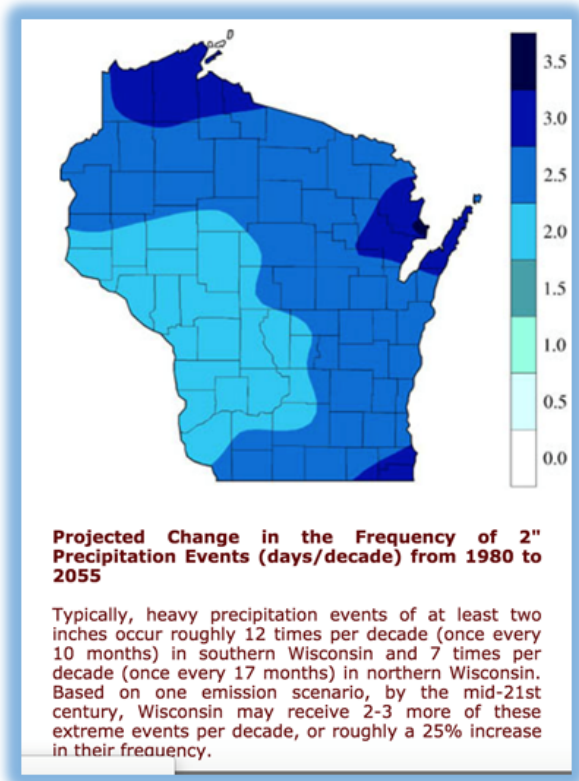 3.5
3.0
2.5
2.0
1.5
1.0
0.5
0.0
Projected Change in the Frequency of 2"
Precipitation Events (days/decade) from 1980 to
2055
Typically, heavy precipitation events of at least two
inches occur roughly 12 times per decade (once every
10 months) in southern Wisconsin and 7 times per
decade (once every 17 months) in northern Wisconsin.
Based on one emission scenario, by the mid-21st
century, Wisconsin may receive 2-3 more of these
extreme events per decade, or roughly a 25% increase
in their frequency.